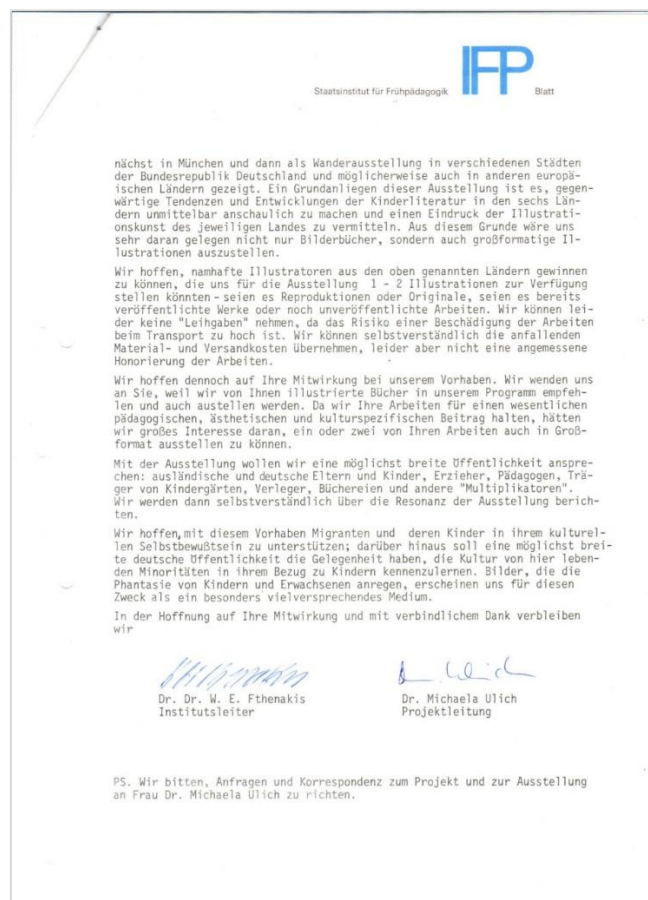 Staatsinstitut für Frühpädagogik IFP Blatt
nächst in München und dann als Wanderausstellung in verschiedenen Städten
der Bundesrepublik Deutschland und möglicherweise auch in anderen europä-
ischen Ländern gezeigt. Ein Grundanliegen dieser Ausstellung ist es, gegen-
wärtige Tendenzen und Entwicklungen der Kinderliteratur in den sechs Län-
dern unmittelbar anschaulich zu machen und einen Eindruck der Illustrati-
onskunst des jeweiligen Landes zu vermitteln. Aus diesem Grunde wäre uns
sehr daran gelegen nicht nur Bilderbücher, sondern auch großformatige Il-
lustrationen auszustellen.
Wir hoffen, namhafte Illustratoren aus den oben genannten Ländern gewinnen
zu können, die uns für die Ausstellung 1 - 2 Illustrationen zur Verfügung
stellen könnten - seien es Reproduktionen oder Originale, seien es bereits
veröffentlichte Werke oder noch unveröffentlichte Arbeiten. Wir können lei-
der keine "Leihgaben" nehmen, da das Risiko einer Beschädigung der Arbeiten
beim Transport zu hoch ist. Wir können selbstverständlich die anfallenden
Material- und Versandkosten übernehmen, leider aber nicht eine angemessene
Honorierung der Arbeiten.
Wir hoffen dennoch auf Ihre Mitwirkung bei unserem Vorhaben. Wir wenden uns
an Sie, weil wir von Ihnen illustrierte Bücher in unserem Programm empfeh-
len und auch austellen werden. Da wir Ihre Arbeiten für einen wesentlichen
pädagogischen, ästhetischen und kulturspezifischen Beitrag halten, hätten
wir großes Interesse daran, ein oder zwei von Ihren Arbeiten auch in Groß-
format ausstellen zu können.
Mit der Ausstellung wollen wir eine möglichst breite Öffentlichkeit anspre-
chen: ausländische und deutsche Eltern und Kinder, Erzieher, Pädagogen, Trä-
ger von Kindergärten, Verleger, Büchereien und andere "Multiplikatoren".
Wir werden dann selbstverständlich über die Resonanz der Ausstellung berich-
ten.
Wir hoffen, mit diesem Vorhaben Migranten und deren Kinder in ihrem kulturel-
len Selbstbewußtsein zu unterstützen; darüber hinaus soll eine möglichst brei-
te deutsche Öffentlichkeit die Gelegenheit haben, die Kultur von hier leben-
den Minoritäten in ihrem Bezug zu Kindern kennenzulernen. Bilder, die die
Phantasie von Kindern und Erwachsenen anregen, erscheinen uns für diesen
Zweck als ein besonders vielversprechendes Medium.
In der Hoffnung auf Ihre Mitwirkung und mit verbindlichem Dank verbleiben
wir
Dr. Dr. W. E. Fthenakis Dr. Michaela Ulich
Institutsleiter Projektleitung
PS. Wir bitten, Anfragen und Korrespondenz zum Projekt und zur Ausstellung
an Frau Dr. Michaela Ulich zu richten.